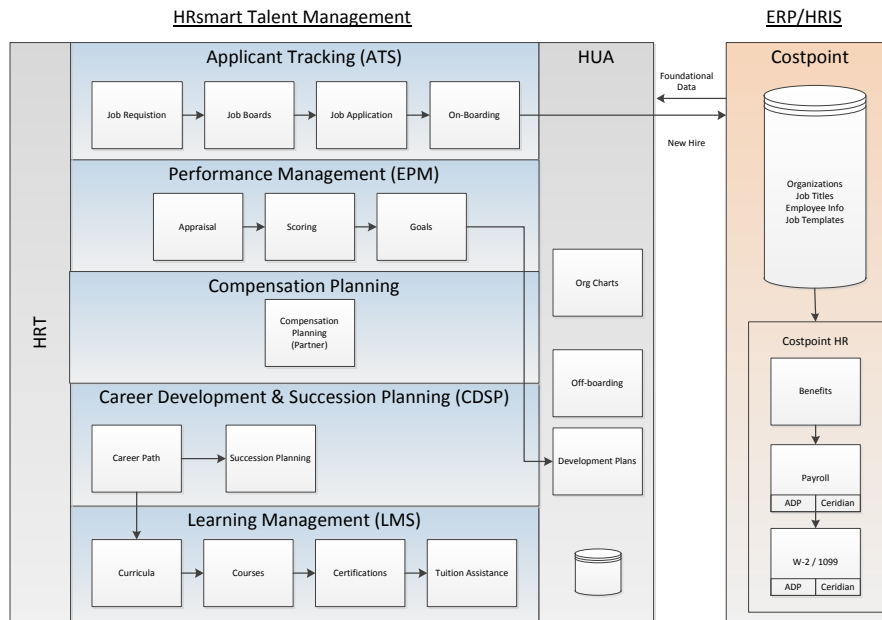 HRsmart Talent Management
ERP/HRIS
HRT
Applicant Tracking (ATS)
Job Requistion
Job Boards
Job Application
On-Boarding
Performance Management (EPM)
Appraisal
Scoring
Goals
Compensation Planning
Compensation
Planning
(Partner)
Career Development & Succession Planning (CDSP)
Career Path
Succession Planning
Learning Management (LMS)
Curricula
Courses
Certifications
Tuition Assistance
HUA
Org Charts
Off-boarding
Development Plans
Foundational
Data
New Hire
Costpoint
Organizations
Job Titles
Employee Info
Job Templates
Costpoint HR
Benefits
Payroll
ADP
Ceridian
W-2 / 1099
ADP
Ceridian